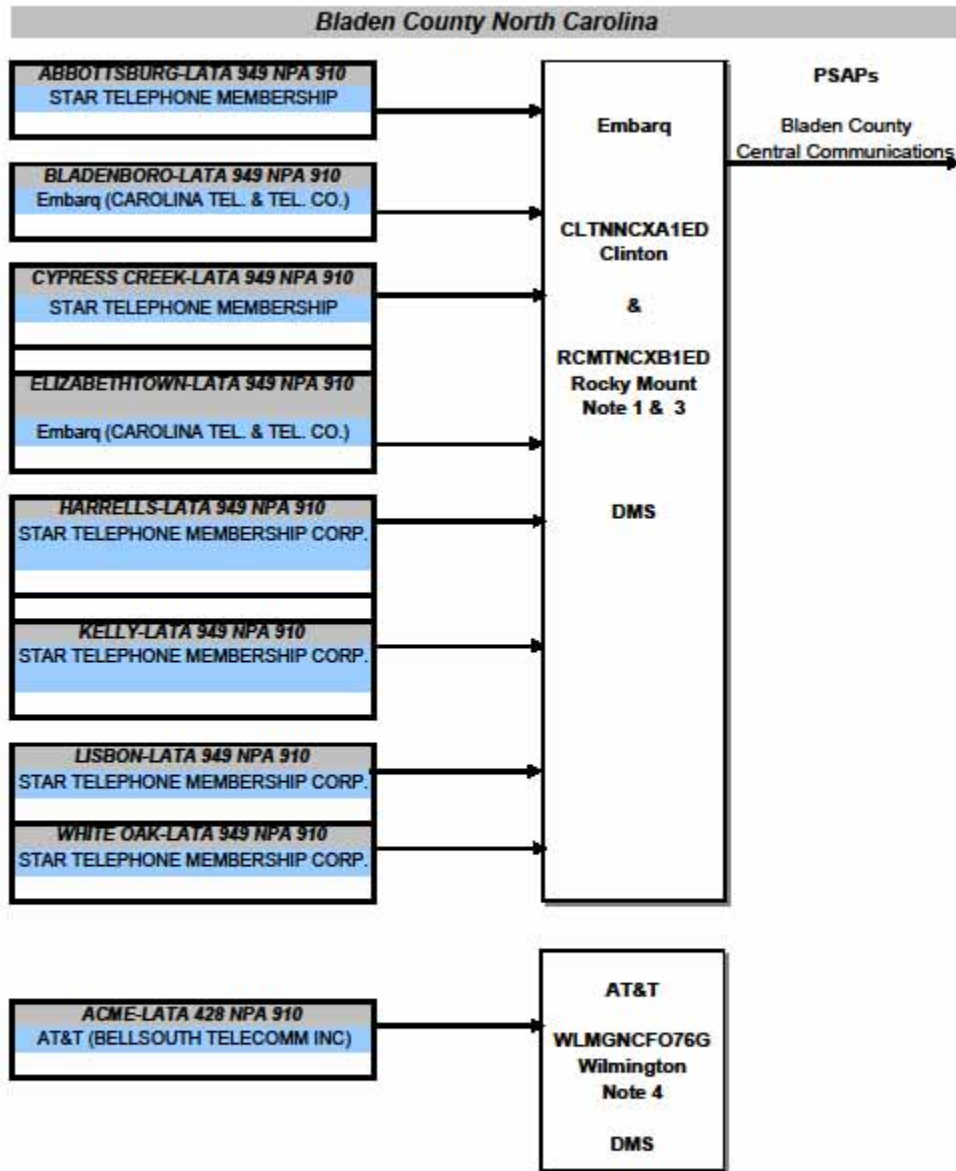 Bladen County North Carolina
ABBOTTSBURG-LATA 949 NPA 910
STAR TELEPHONE MEMBERSHIP
BLADENBORO-LATA 949 NPA 910
Embarq (CAROLINA TEL. & TEL. CO.)
CYPRESS CREEK-LATA 949 NPA 910
STAR TELEPHONE MEMBERSHIP
ELIZABETHTOWN-LATA 949 NPA 910
Embarq (CAROLINA TEL. & TEL. CO.)
HARRELLS-LATA 949 NPA 910
STAR TELEPHONE MEMBERSHIP CORP.
KELLY-LATA 949 NPA 910
STAR TELEPHONE MEMBERSHIP CORP.
LISBON-LATA 949 NPA 910
STAR TELEPHONE MEMBERSHIP CORP.
WHITE OAK-LATA 949 NPA 910
STAR TELEPHONE MEMBERSHIP CORP.
Embarq
CLTNNCXA1ED
Clinton
&
RCMTNCXB1ED
Rocky Mount
Note 1 & 3
DMS
PSAPs
Bladen County
Central Communications
ACME-LATA 428 NPA 910
AT&T (BELLSOUTH TELECOMM INC)
AT&T
WLMGNCFO76G
Wilmington
Note 4
DMS